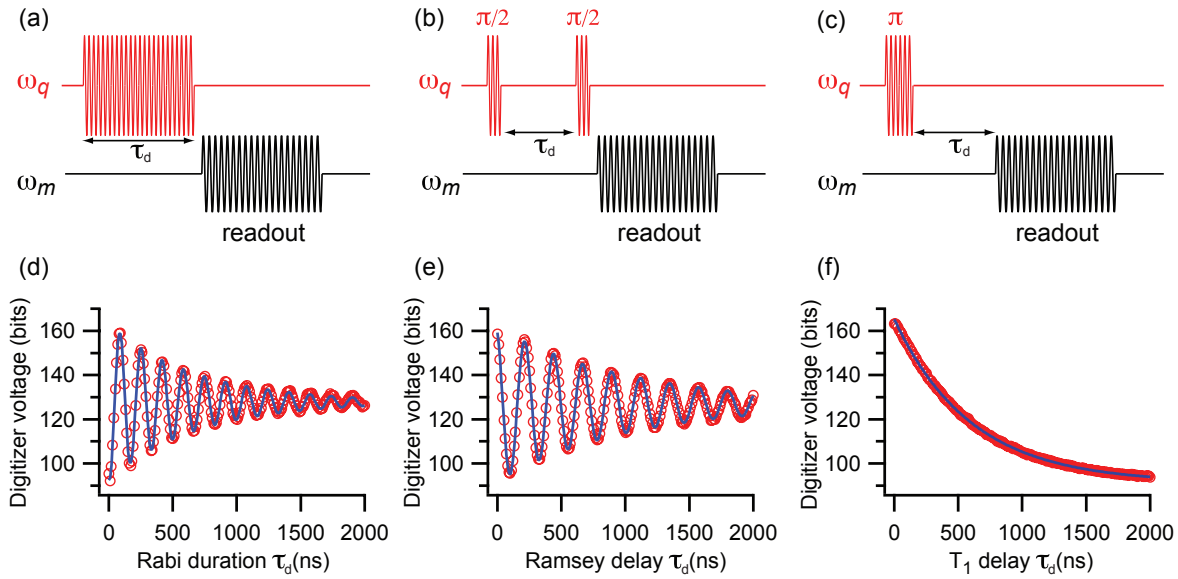 (a)
ω_q
τ_d
ω_m
readout
(b)
π/2 π/2
ω_q
τ_d
ω_m
readout
(c)
π
ω_q
τ_d
ω_m
readout
(d)
Digitizer voltage (bits)
160
140
120
100
0 500 1000 1500 2000
Rabi duration τ_d(ns)
(e)
Digitizer voltage (bits)
160
140
120
100
0 500 1000 1500 2000
Ramsey delay τ_d(ns)
(f)
Digitizer voltage (bits)
160
140
120
100
0 500 1000 1500 2000
T_1 delay τ_d(ns)